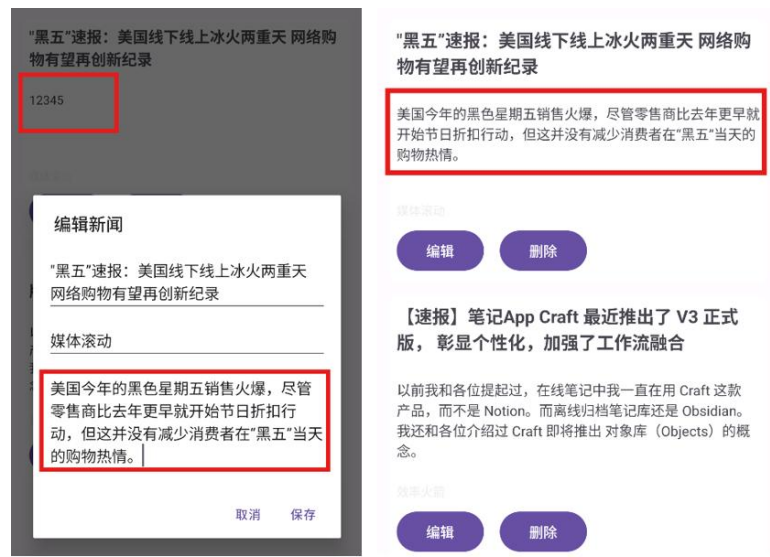 "黑五"速报：美国线下线上冰火两重天 网络购
物有望再创新纪录
12345
媒体滚动
编辑新闻
"黑五"速报：美国线下线上冰火两重天
网络购物有望再创新纪录
媒体滚动
美国今年的黑色星期五销售火爆，尽管
零售商比去年更早就开始节日折扣行
动，但这并没有减少消费者在"黑五"当天
的购物热情。
取消 保存
"黑五"速报：美国线下线上冰火两重天 网络购
物有望再创新纪录
美国今年的黑色星期五销售火爆，尽管零售商比去年更早就
开始节日折扣行动，但这并没有减少消费者在"黑五"当天的
购物热情。
媒体滚动
编辑 删除
【速报】笔记App Craft 最近推出了 V3 正式
版， 彰显个性化，加强了工作流融合
以前我和各位提起过，在线笔记中我一直在用 Craft 这款
产品，而不是 Notion。而离线归档笔记库还是 Obsidian。
我还和各位介绍过 Craft 即将推出 对象库（Objects）的概
念。
效率火箭
编辑 删除